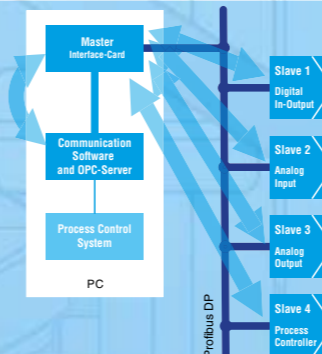 Master
Interface-Card
Communication
Software
and OPC-Server
Process Control
System
PC
Profibus DP
Slave 1
Digital
In-Output
Slave 2
Analog
Input
Slave 3
Analog
Output
Slave 4
Process
Controller